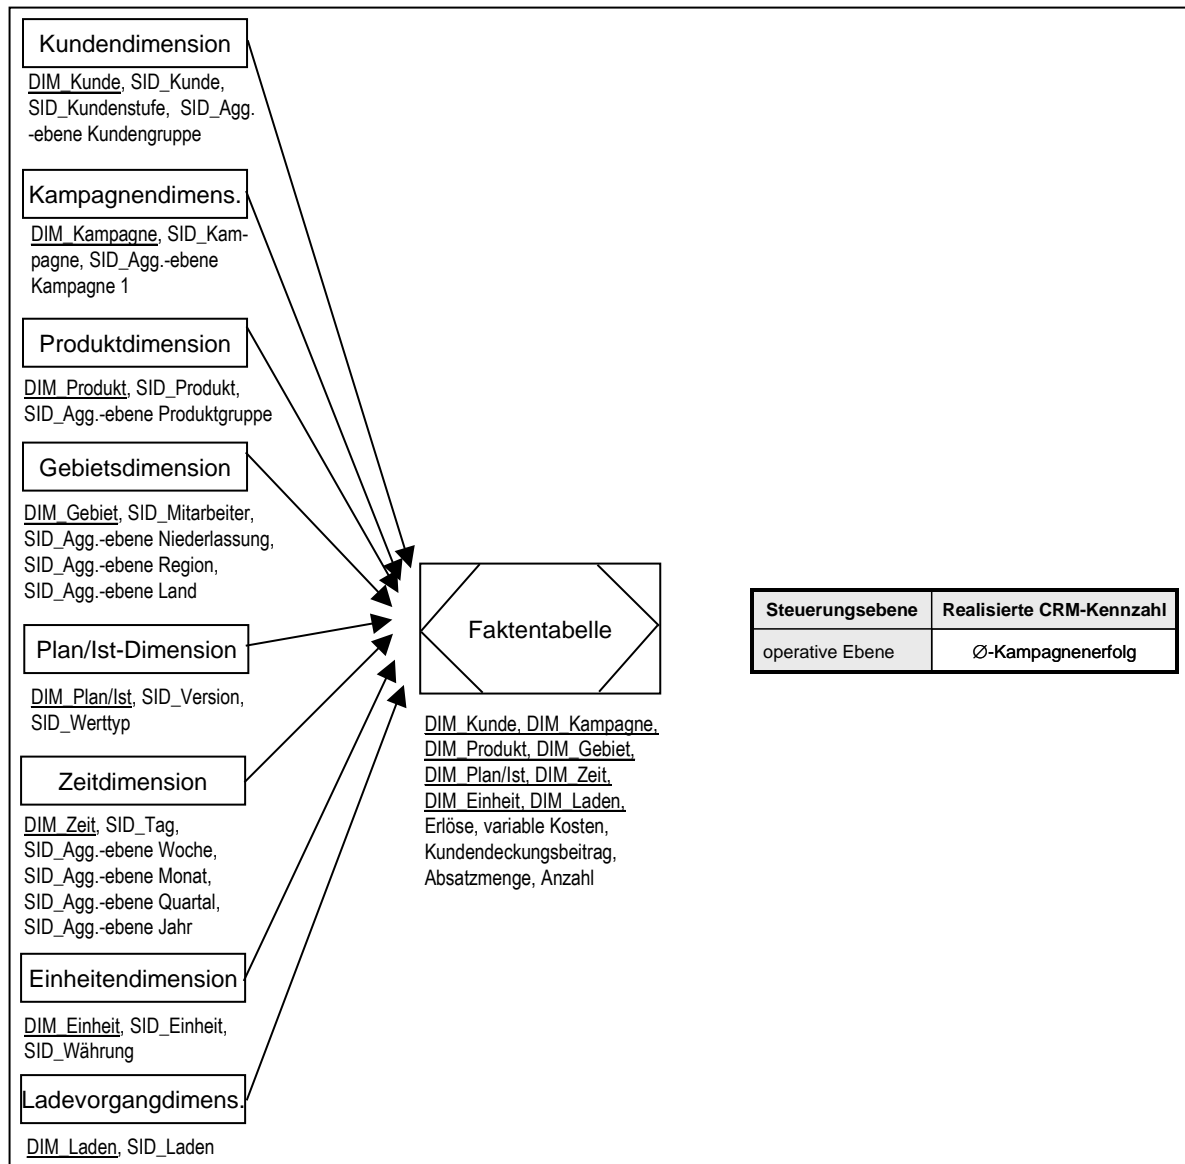 Kundendimension
DIM_Kunde, SID_Kunde,
SID_Kundenstufe, SID_Agg.
-ebene Kundengruppe
Kampagnendimens.
DIM_Kampagne, SID_Kam-
pagne, SID_Agg.-ebene
Kampagne 1
Produktdimension
DIM_Produkt, SID_Produkt,
SID_Agg.-ebene Produktgruppe
Gebietsdimension
DIM_Gebiet, SID_Mitarbeiter,
SID_Agg.-ebene Niederlassung,
SID_Agg.-ebene Region,
SID_Agg.-ebene Land
Plan/Ist-Dimension
DIM_Plan/Ist, SID_Version,
SID_Werttyp
Zeitdimension
DIM_Zeit, SID_Tag,
SID_Agg.-ebene Woche,
SID_Agg.-ebene Monat,
SID_Agg.-ebene Quartal,
SID_Agg.-ebene Jahr
Einheitendimension
DIM_Einheit, SID_Einheit,
SID_Währung
Ladevorgangdimens.
DIM_Laden, SID_Laden
Faktentabelle
DIM_Kunde, DIM_Kampagne,
DIM_Produkt, DIM_Gebiet,
DIM_Plan/Ist, DIM_Zeit,
DIM_Einheit, DIM_Laden,
Erlöse, variable Kosten,
Kundendeckungsbeitrag,
Absatzmenge, Anzahl
Steuerungsebene Realisierte CRM-Kennzahl
operative Ebene ∅-Kampagnenerfolg